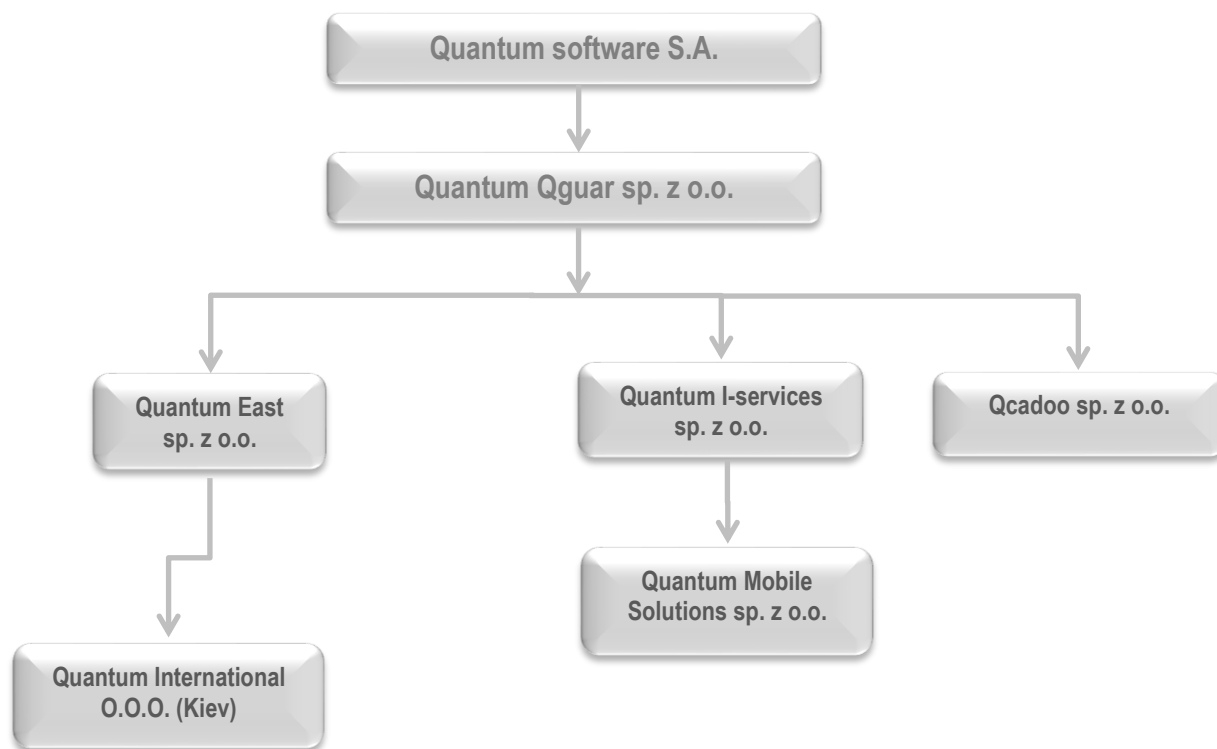 Quantum software S.A.
Quantum Qguar sp. z o.o.
Quantum East
sp. z o.o.
Quantum I-services
sp. z o.o.
Qcadoo sp. z o.o.
Quantum Mobile
Solutions sp. z o.o.
Quantum International
O.O.O. (Kiev)